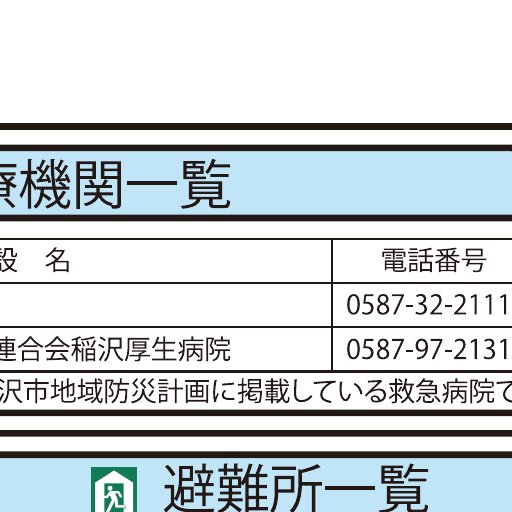 療機関一覧
設 名 電話番号
0587-32-2111
連合会稲沢厚生病院 0587-97-2131
沢市地域防災計画に掲載している救急病院で
避難所一覧